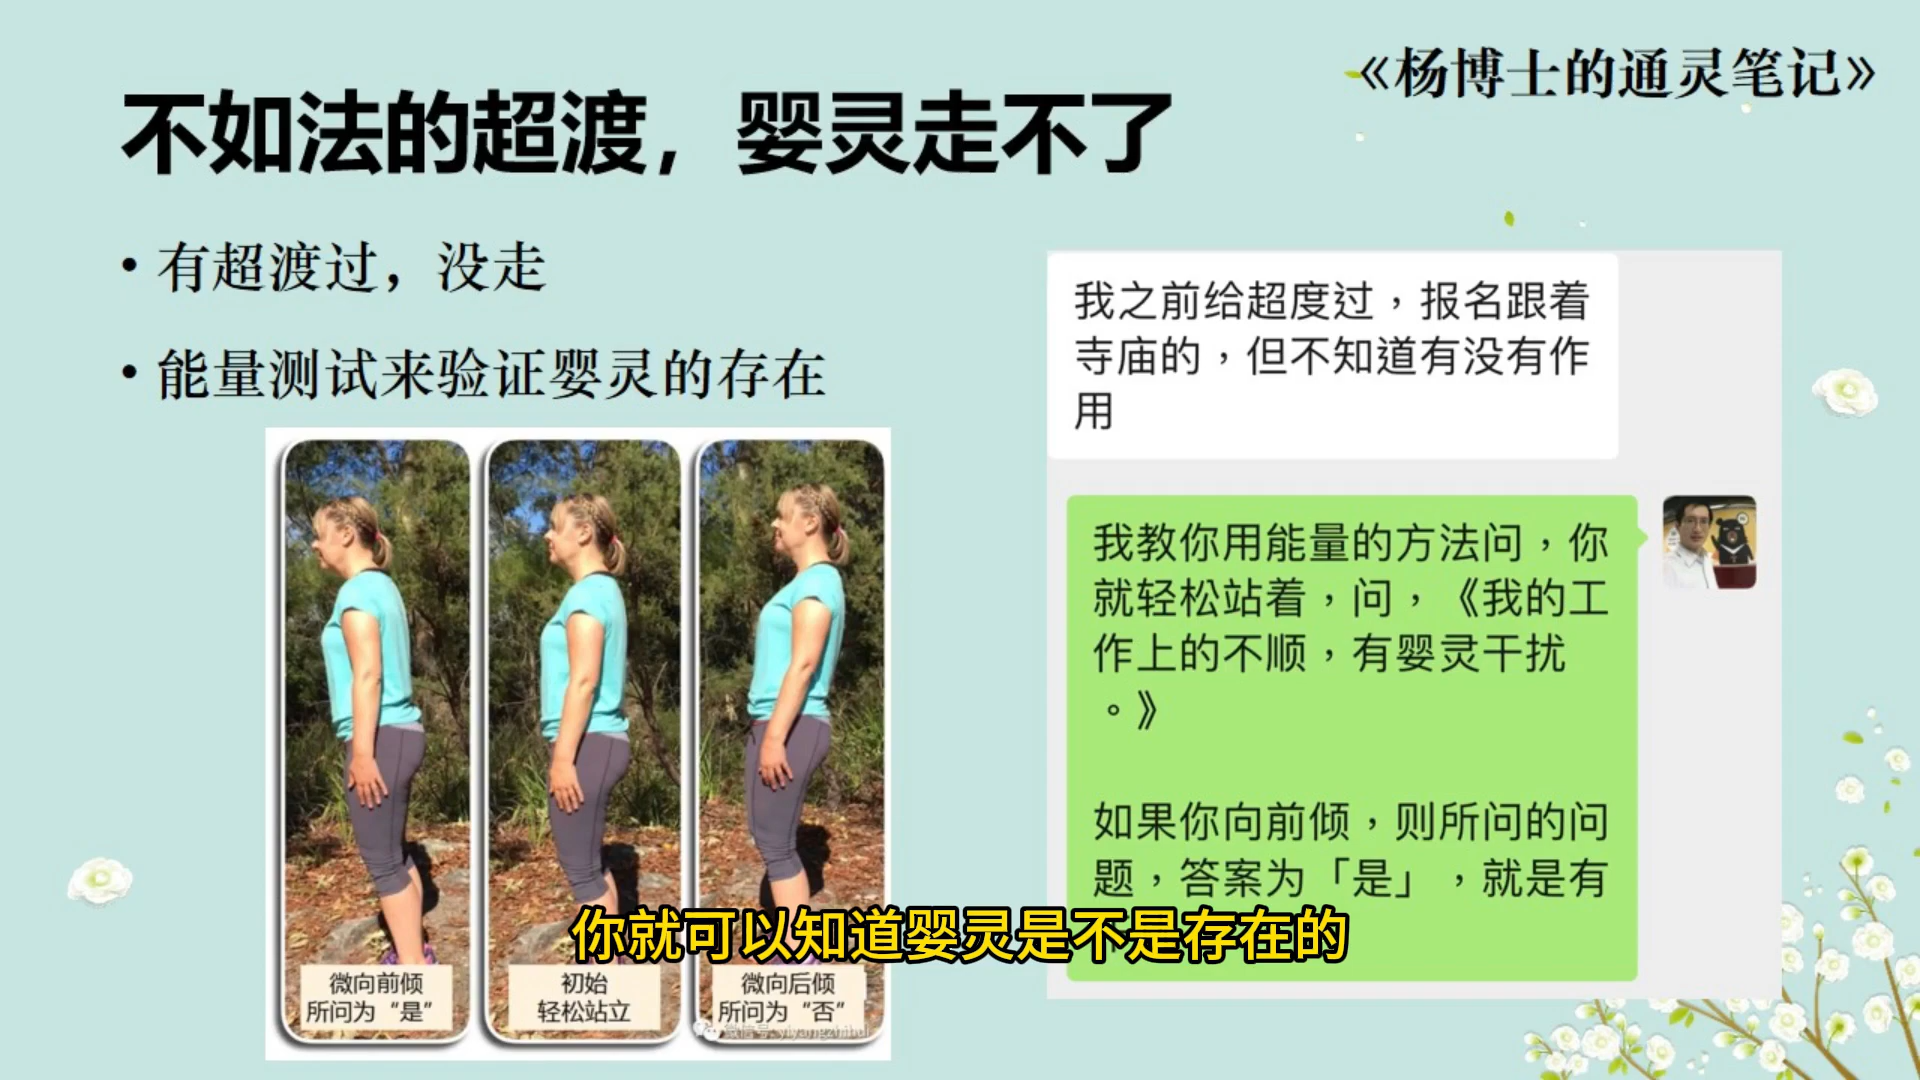 《杨博士的通灵笔记》
不如法的超渡，婴灵走不了
• 有超渡过，没走
• 能量测试来验证婴灵的存在
我之前给超度过，报名跟着
寺庙的，但不知道有没有作
用
我教你用能量的方法问，你
就轻松站着，问，《我的工
作上的不顺，有婴灵干扰
。》
如果你向前倾，则所问的问
题，答案为「是」，就是有
微向前倾
所问为“是”
初始
轻松站立
微向后倾
所问为“否”
你就可以知道婴灵是不是存在的